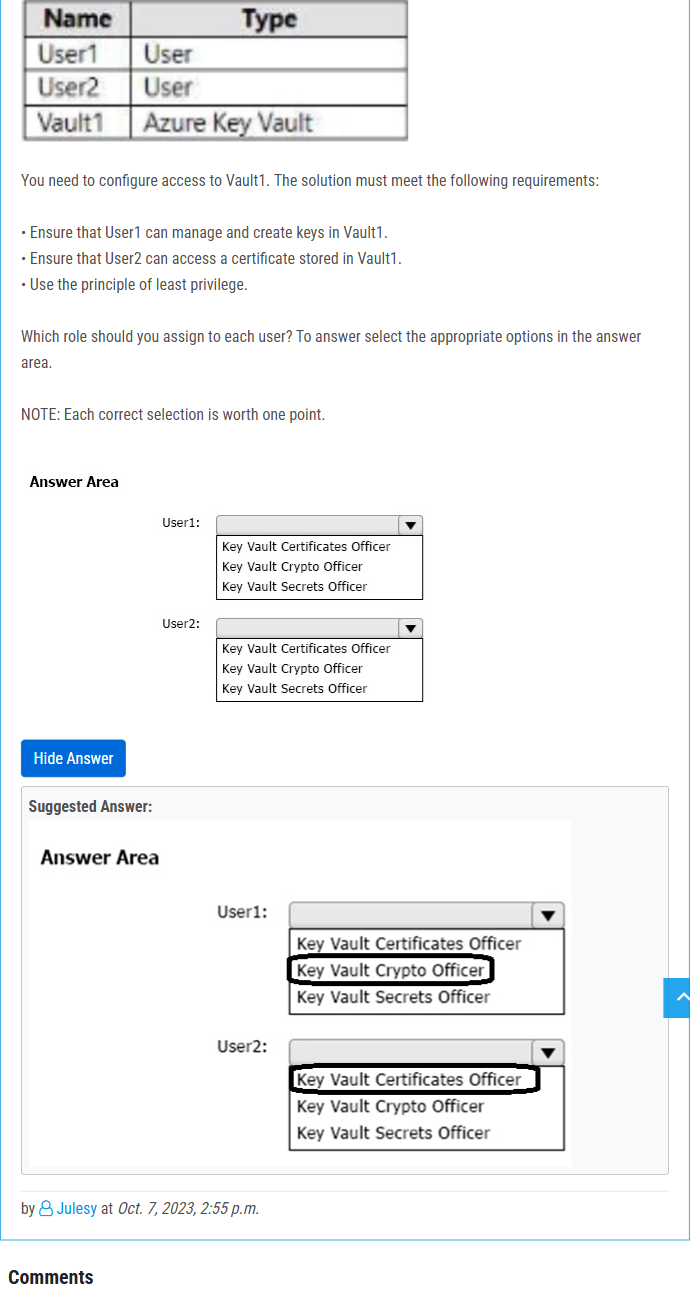 Name Type
User1 User
User2 User
Vault1 Azure Key Vault
You need to configure access to Vault1. The solution must meet the following requirements:
• Ensure that User1 can manage and create keys in Vault1.
• Ensure that User2 can access a certificate stored in Vault1.
• Use the principle of least privilege.
Which role should you assign to each user? To answer select the appropriate options in the answer
area.
NOTE: Each correct selection is worth one point.
Answer Area
User1:
Key Vault Certificates Officer
Key Vault Crypto Officer
Key Vault Secrets Officer
User2:
Key Vault Certificates Officer
Key Vault Crypto Officer
Key Vault Secrets Officer
Hide Answer
Suggested Answer:
Answer Area
User1:
Key Vault Certificates Officer
Key Vault Crypto Officer
Key Vault Secrets Officer
User2:
Key Vault Certificates Officer
Key Vault Crypto Officer
Key Vault Secrets Officer
by Julesy at Oct. 7, 2023, 2:55 p.m.
Comments